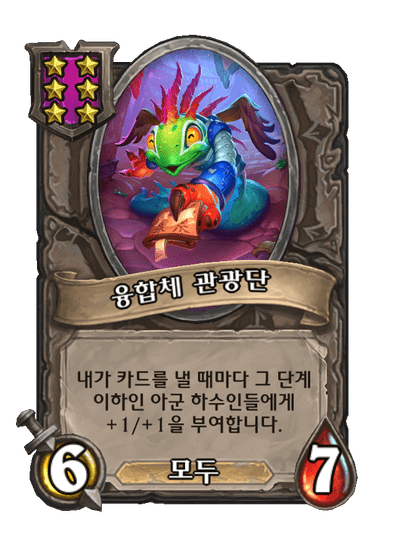 융합체 관광단
내가 카드를 낼 때마다 그 단계
이하인 아군 하수인들에게
+1/+1을 부여합니다.
6
모두
7